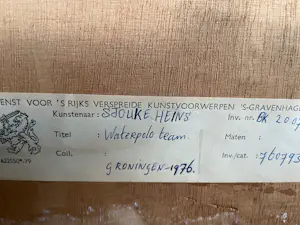 ENST VOOR 'S RIJKS VERSPREIDE KUNSTVOORWERPEN 'S-GRAVENHAGE
Kunstenaar : SJOUKE HEINS
Inv. nr. BK 200
Titel : Waterpolo team.
Maten :
Coll. :
Inv./cat. : 760793
GRONINGEN-1976.